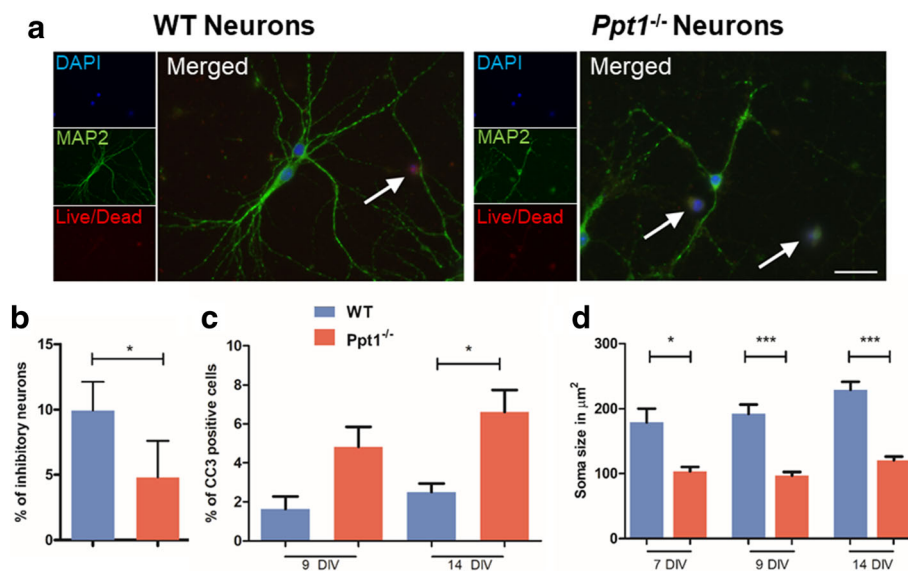 WT Neurons
Ppt1-/- Neurons
a
DAPI
MAP2
Live/Dead
Merged
DAPI
MAP2
Live/Dead
Merged
b
% of inhibitory neurons
15
10
5
0
*
c
WT
Ppt1-/-
% of CC3 positive cells
10
8
6
4
2
0
*
9 DIV
14 DIV
d
Soma size in μm²
300
200
100
0
*
***
***
7 DIV
9 DIV
14 DIV